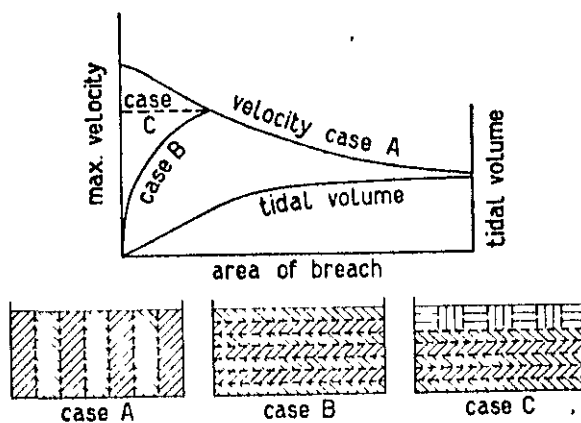 max. velocity
case
C
case B
velocity case A
tidal volume
tidal volume
area of breach
case A
case B
case C